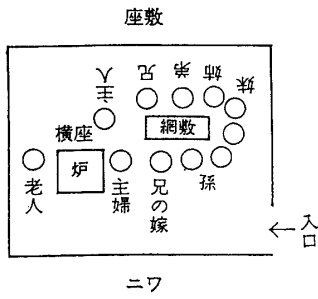 座敷
主人
兄
弟
姉
妹
横座
網敷
炉
老人
主婦
兄の嫁
孫
入口
ニワ